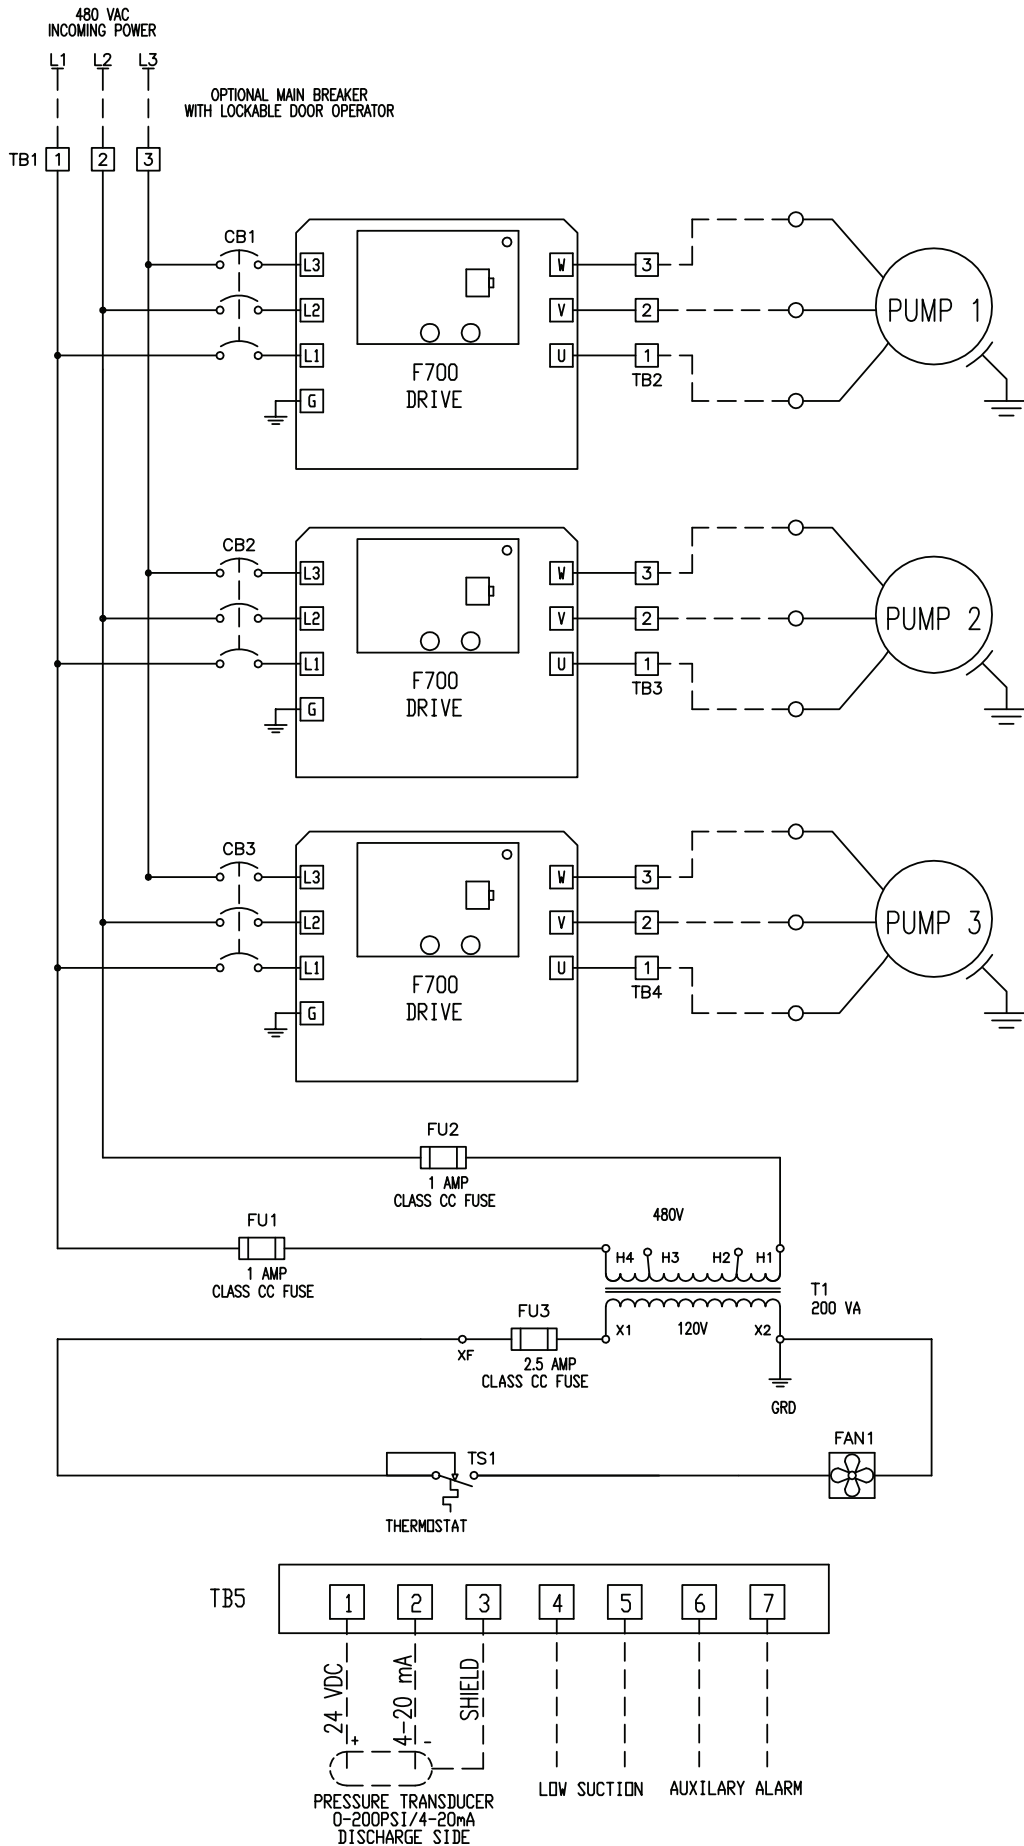 480 VAC
INCOMING POWER
L1 L2 L3
OPTIONAL MAIN BREAKER
WITH LOCKABLE DOOR OPERATOR
TB1 1 2 3
CB1
L3 W 3
L2 V 2 PUMP 1
L1 U 1
TB2
F700
DRIVE
G
CB2
L3 W 3
L2 V 2 PUMP 2
L1 U 1
TB3
F700
DRIVE
G
CB3
L3 W 3
L2 V 2 PUMP 3
L1 U 1
TB4
F700
DRIVE
G
FU2
1 AMP
CLASS CC FUSE
480V
FU1
H4 H3 H2 H1
1 AMP
CLASS CC FUSE
T1
200 VA
FU3
X1 120V X2
XF
2.5 AMP
CLASS CC FUSE
GRD
FAN1
TS1
THERMOSTAT
TB5 1 2 3 4 5 6 7
24 VDC
4-20 mA
SHIELD
+ -
LOW SUCTION AUXILARY ALARM
PRESSURE TRANSDUCER
0-200PSI/4-20mA
DISCHARGE SIDE